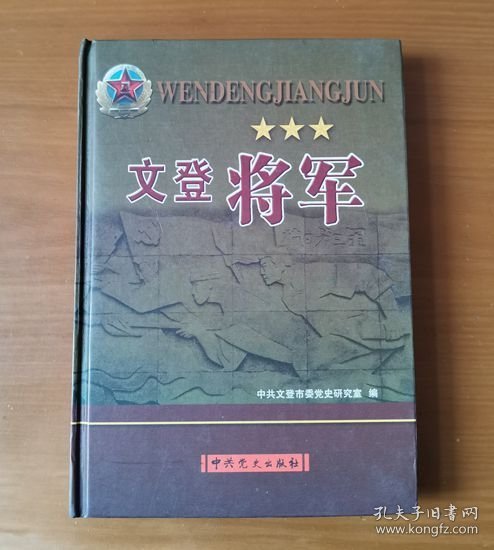 WENDENGJIANGJUN
文登将军
中共文登市委党史研究室 编
中共党史出版社
孔夫子旧书网
www.kongfz.com